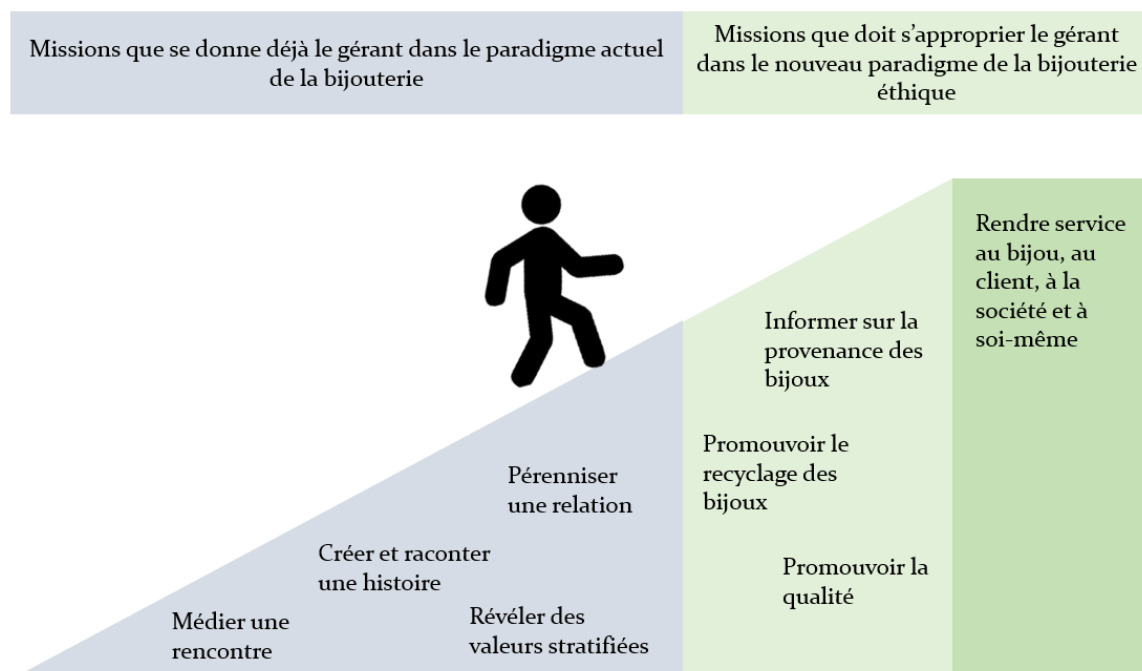 Missions que se donne déjà le gérant dans le paradigme actuel
de la bijouterie
Missions que doit s’approprier le gérant
dans le nouveau paradigme de la bijouterie
éthique
Rendre service
au bijou, au
client, à la
société et à
soi-même
Informer sur la
provenance des
bijoux
Promouvoir le
recyclage des
bijoux
Pérenniser
une relation
Créer et raconter
une histoire
Promouvoir la
qualité
Médier une
rencontre
Révéler des
valeurs stratifiées